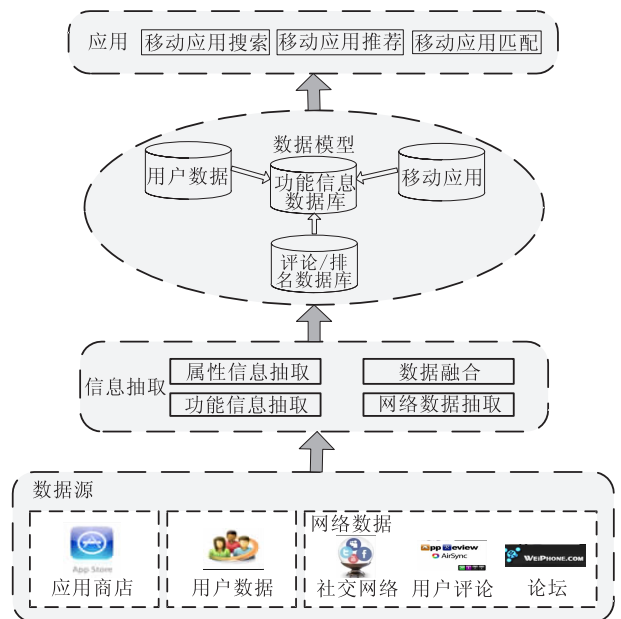 应用 移动应用搜索 移动应用推荐 移动应用匹配
数据模型
用户数据
功能信息
数据库
移动应用
评论/排
名数据库
信息抽取
属性信息抽取 数据融合
功能信息抽取 网络数据抽取
数据源
网络数据
App Store
App Review
AirSync
WEIPHONE.COM
应用商店 用户数据 社交网络 用户评论 论坛